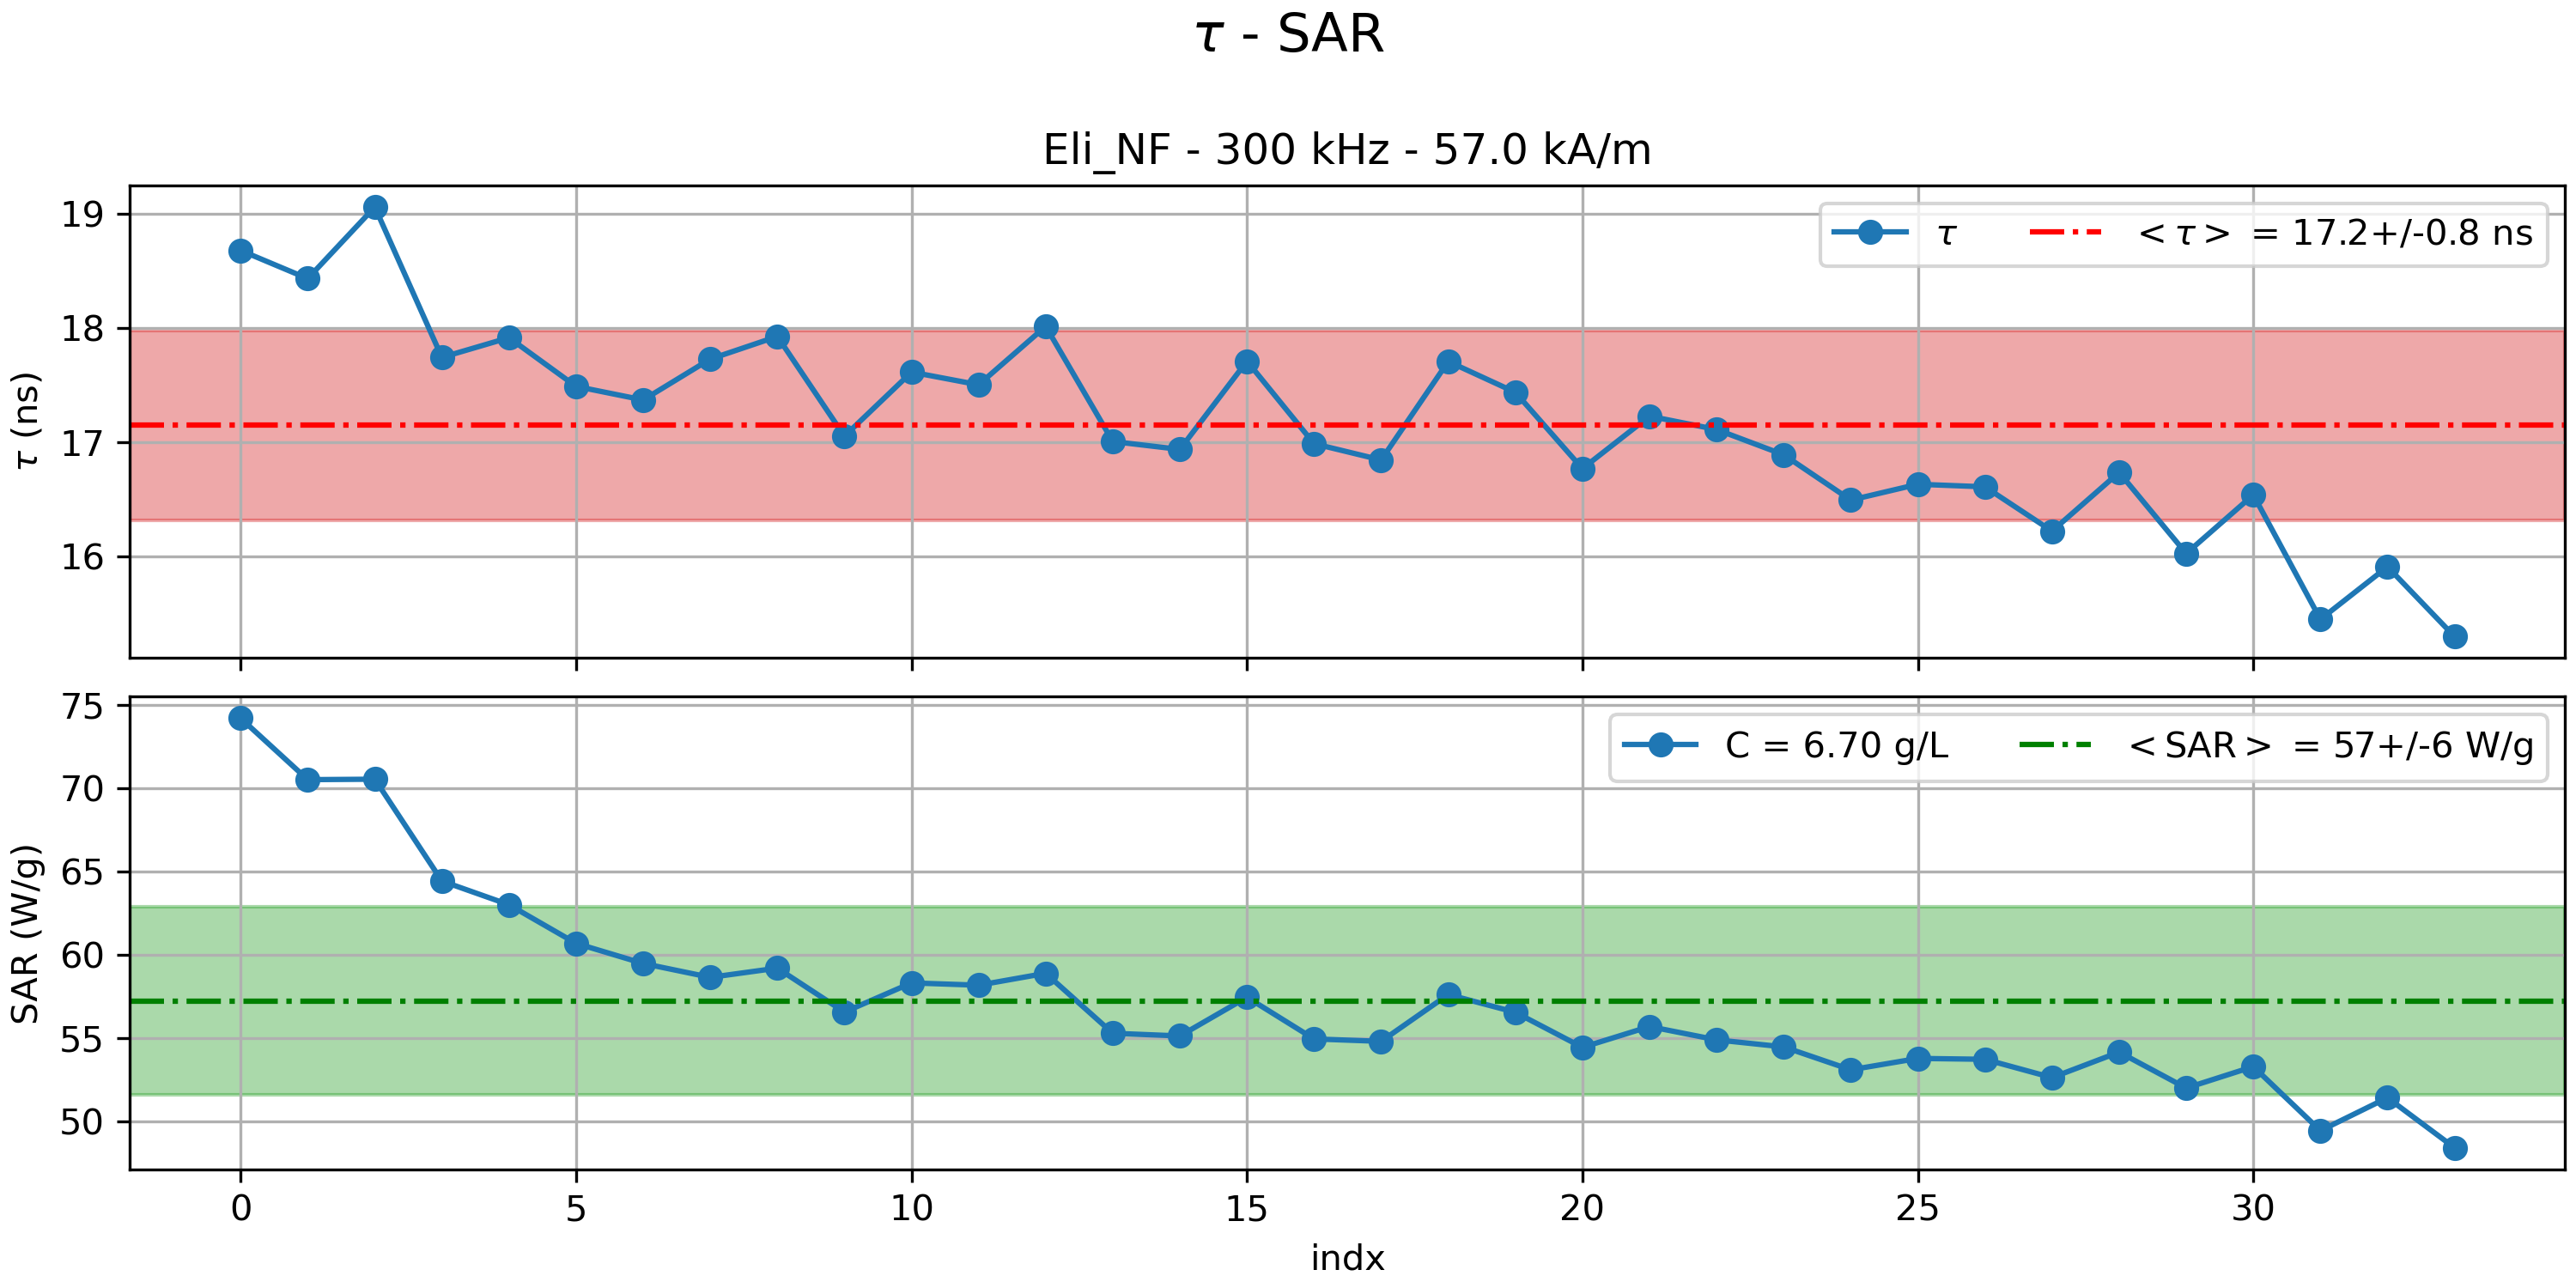 τ - SAR
Eli_NF - 300 kHz - 57.0 kA/m
τ (ns)
19
18
17
16
τ
<τ> = 17.2+/-0.8 ns
SAR (W/g)
75
70
65
60
55
50
C = 6.70 g/L
<SAR> = 57+/-6 W/g
0 5 10 15 20 25 30
indx